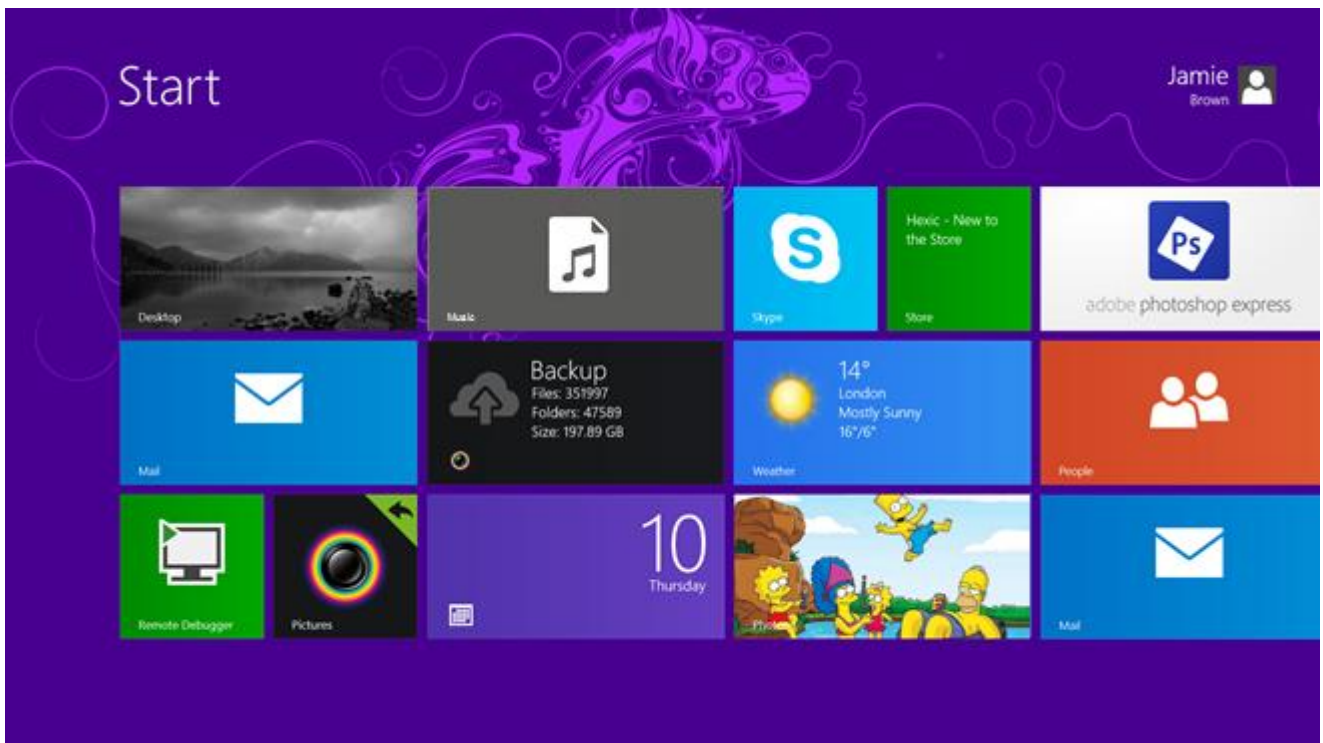 Start
Jamie
Brown
Desktop
Music
Skype
Hexic - New to
the Store
Store
Ps
adobe photoshop express
Mail
Backup
Files: 351997
Folders: 47589
Size: 197.89 GB
14°
London
Mostly Sunny
16°/6°
Weather
People
Remote Debugger
Pictures
10
Thursday
Photos
Mail